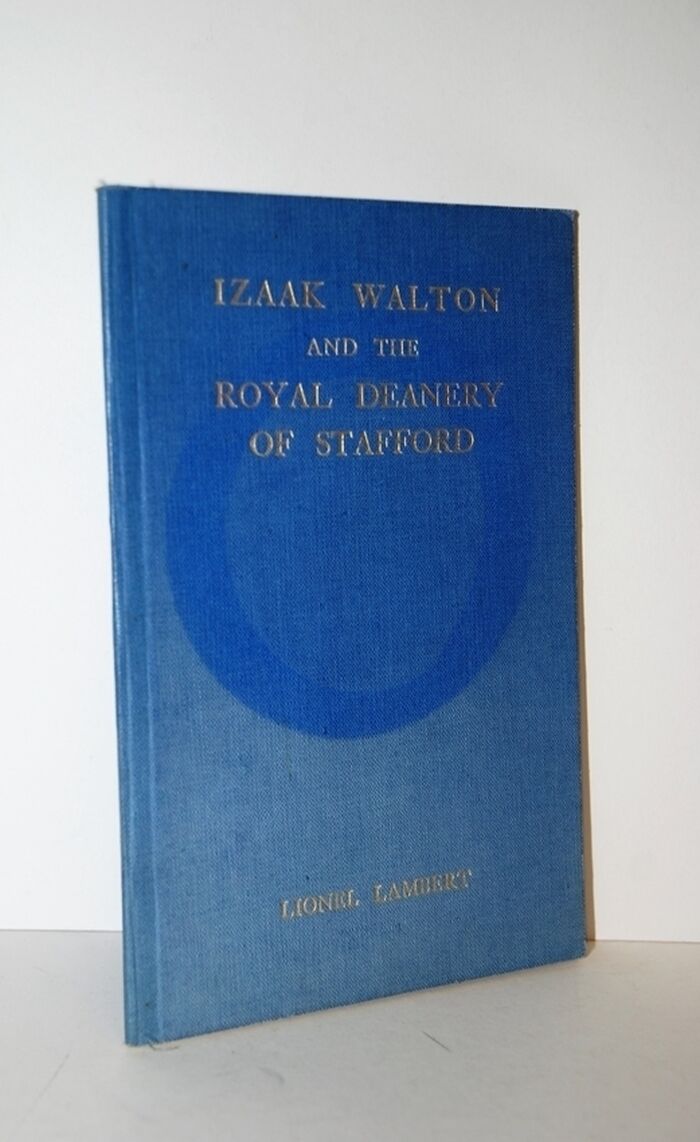 IZAAK WALTON
AND THE
ROYAL DEANERY
OF STAFFORD
LIONEL LAMBERT